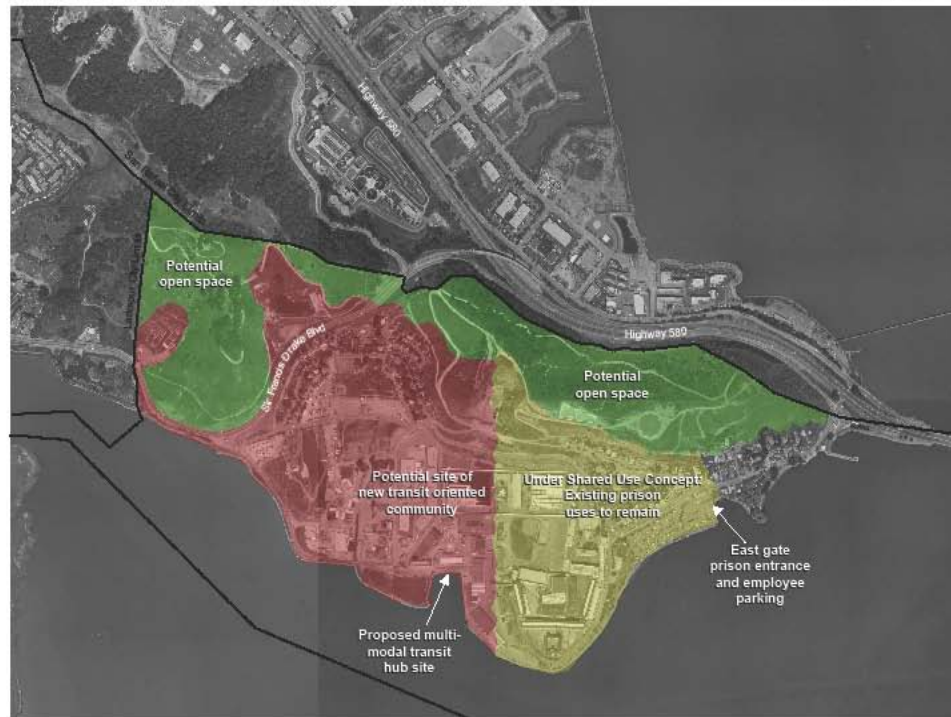 Highway 580
Potential
open space
St. Francis Drake Blvd
Highway 580
Potential
open space
Potential site of
new transit oriented
community
Under Shared Use Concept:
Existing prison
uses to remain
East gate
prison entrance
and employee
parking
Proposed multi-
modal transit
hub site